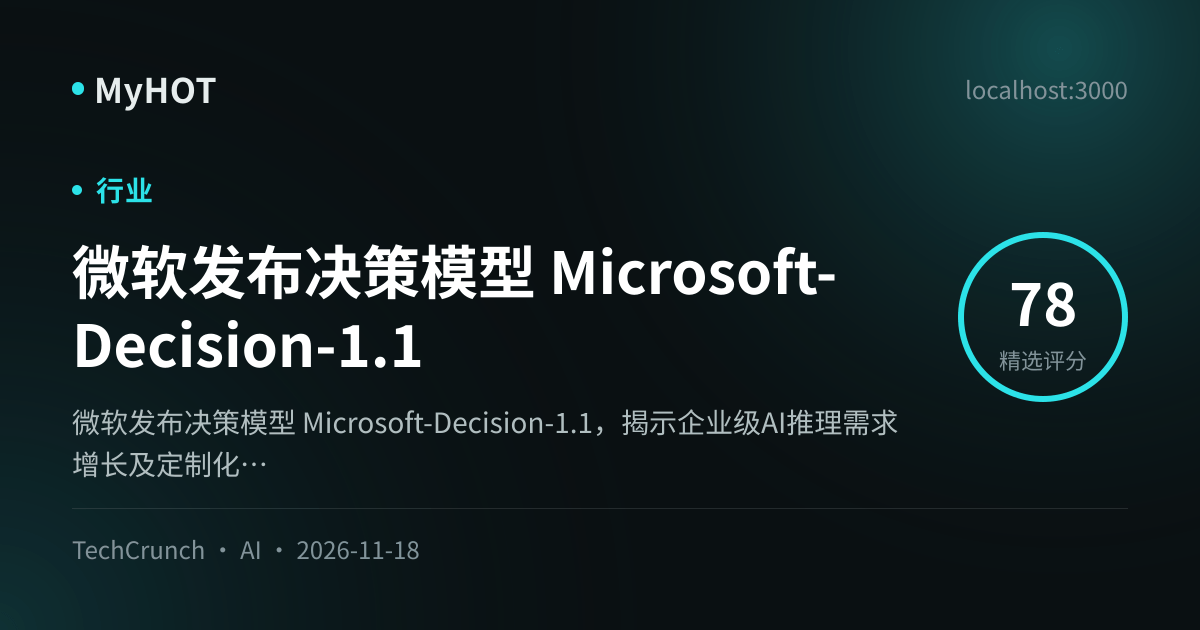 MyHOT
localhost:3000
行业
微软发布决策模型 Microsoft-
Decision-1.1
78
精选评分
微软发布决策模型 Microsoft-Decision-1.1，揭示企业级AI推理需求
增长及定制化…
TechCrunch · AI · 2026-11-18